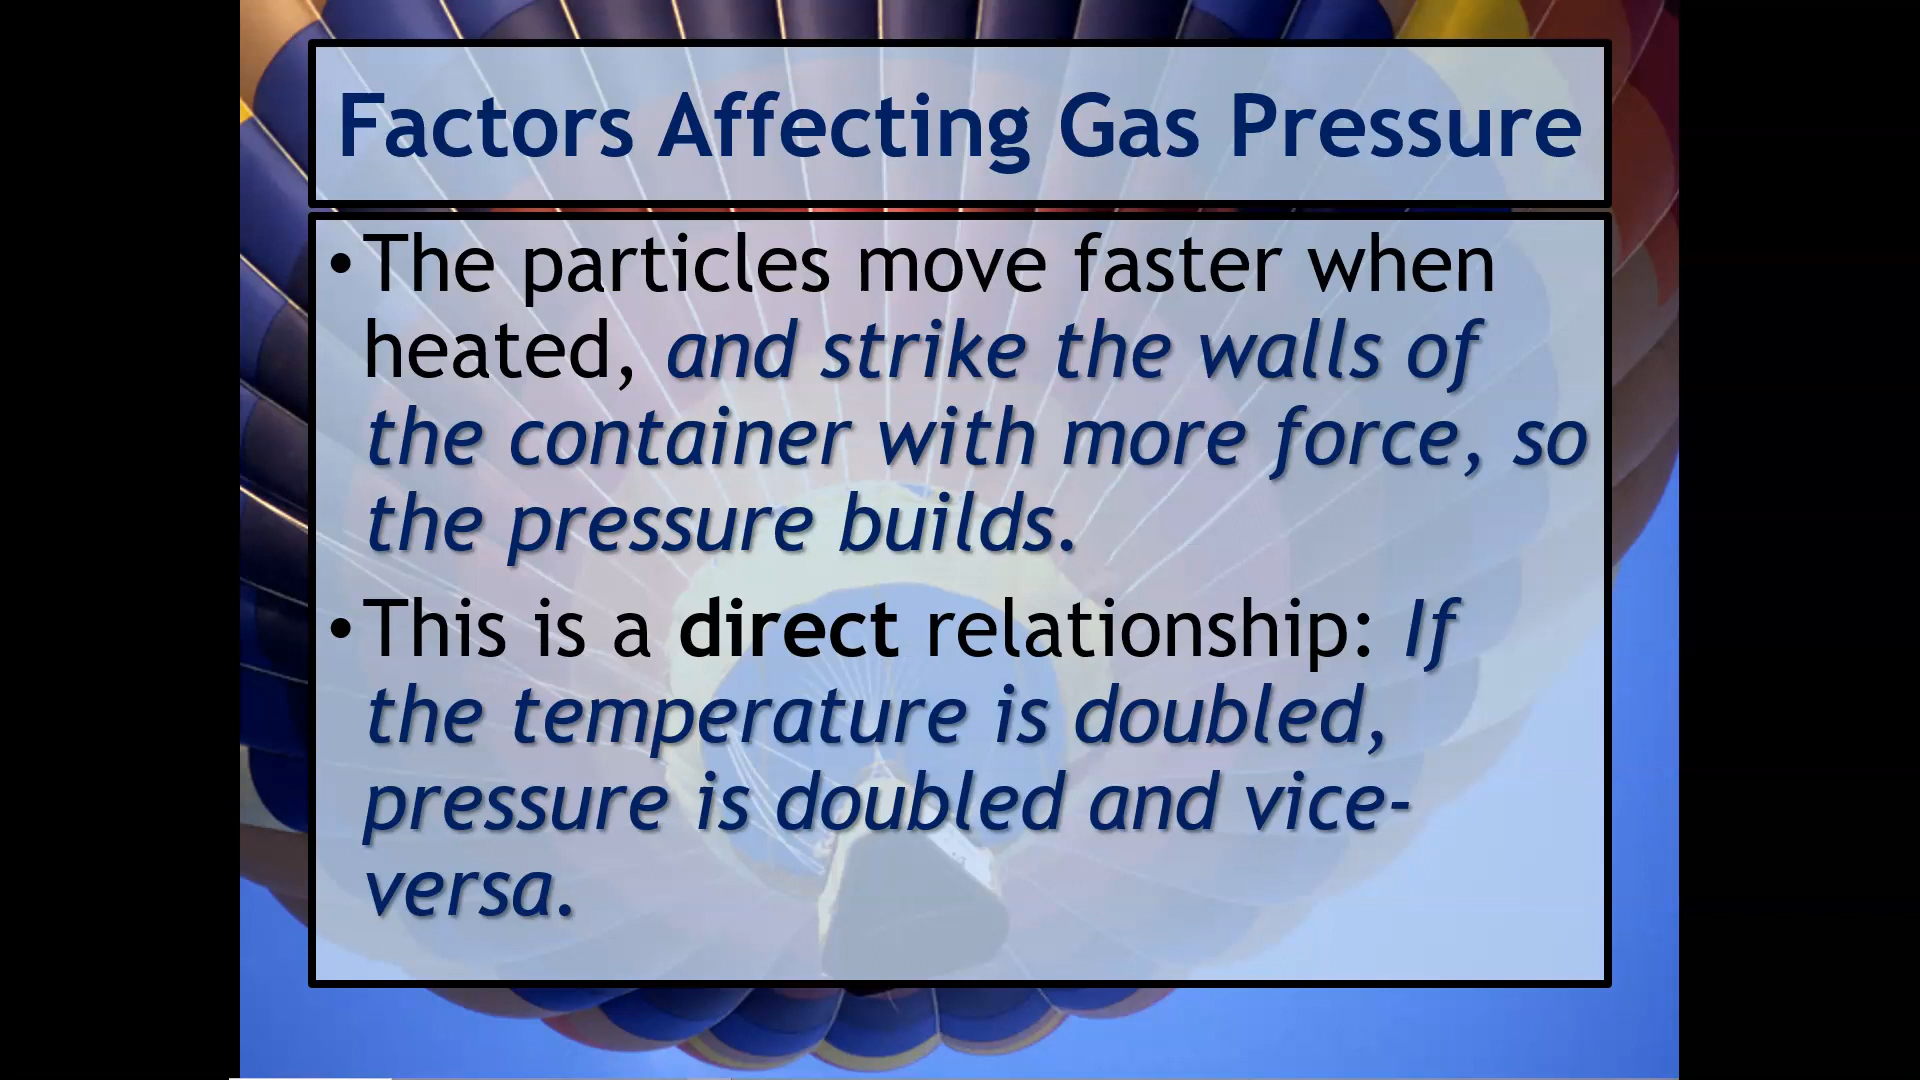 Factors Affecting Gas Pressure
• The particles move faster when
heated, and strike the walls of
the container with more force, so
the pressure builds.
• This is a direct relationship: If
the temperature is doubled,
pressure is doubled and vice-
versa.